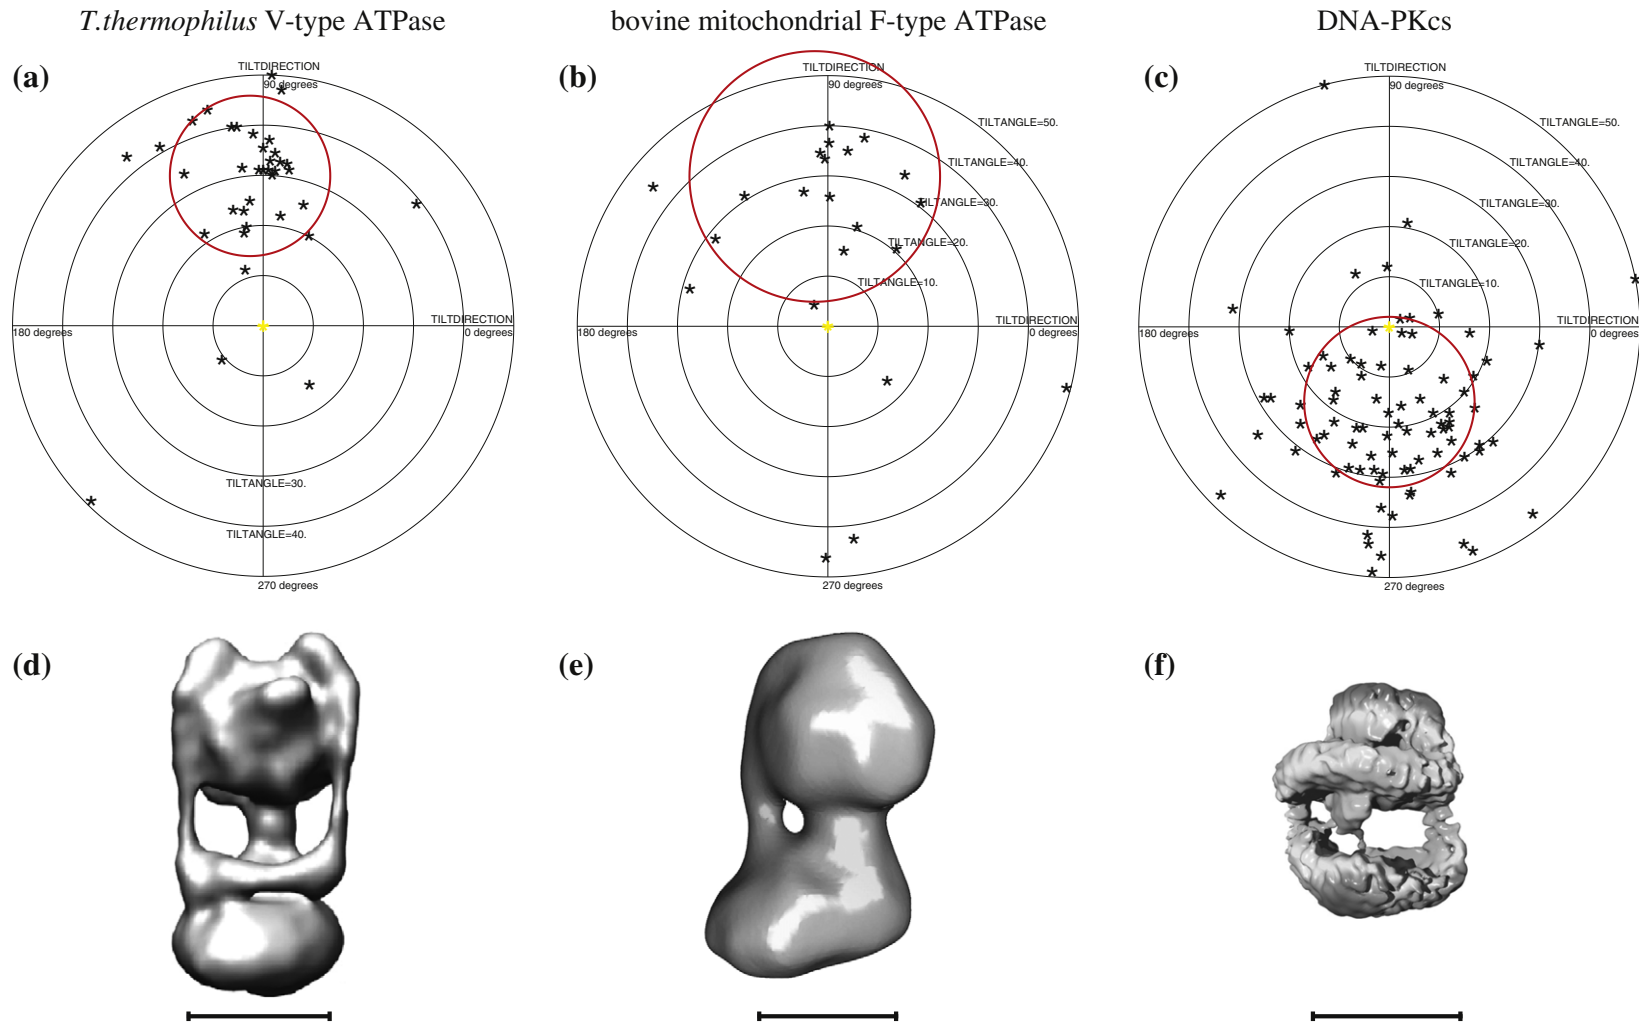 T.thermophilus V-type ATPase
bovine mitochondrial F-type ATPase
DNA-PKcs
(a)
TILTDIRECTION
90 degrees
180 degrees
TILTDIRECTION
0 degrees
TILTANGLE=30.
TILTANGLE=40.
270 degrees
(b)
TILTDIRECTION
90 degrees
TILTANGLE=50.
TILTANGLE=40.
TILTANGLE=30.
TILTANGLE=20.
TILTANGLE=10.
180 degrees
TILTDIRECTION
0 degrees
270 degrees
(c)
TILTDIRECTION
90 degrees
TILTANGLE=50.
TILTANGLE=40.
TILTANGLE=30.
TILTANGLE=20.
TILTANGLE=10.
180 degrees
TILTDIRECTION
0 degrees
270 degrees
(d)
(e)
(f)